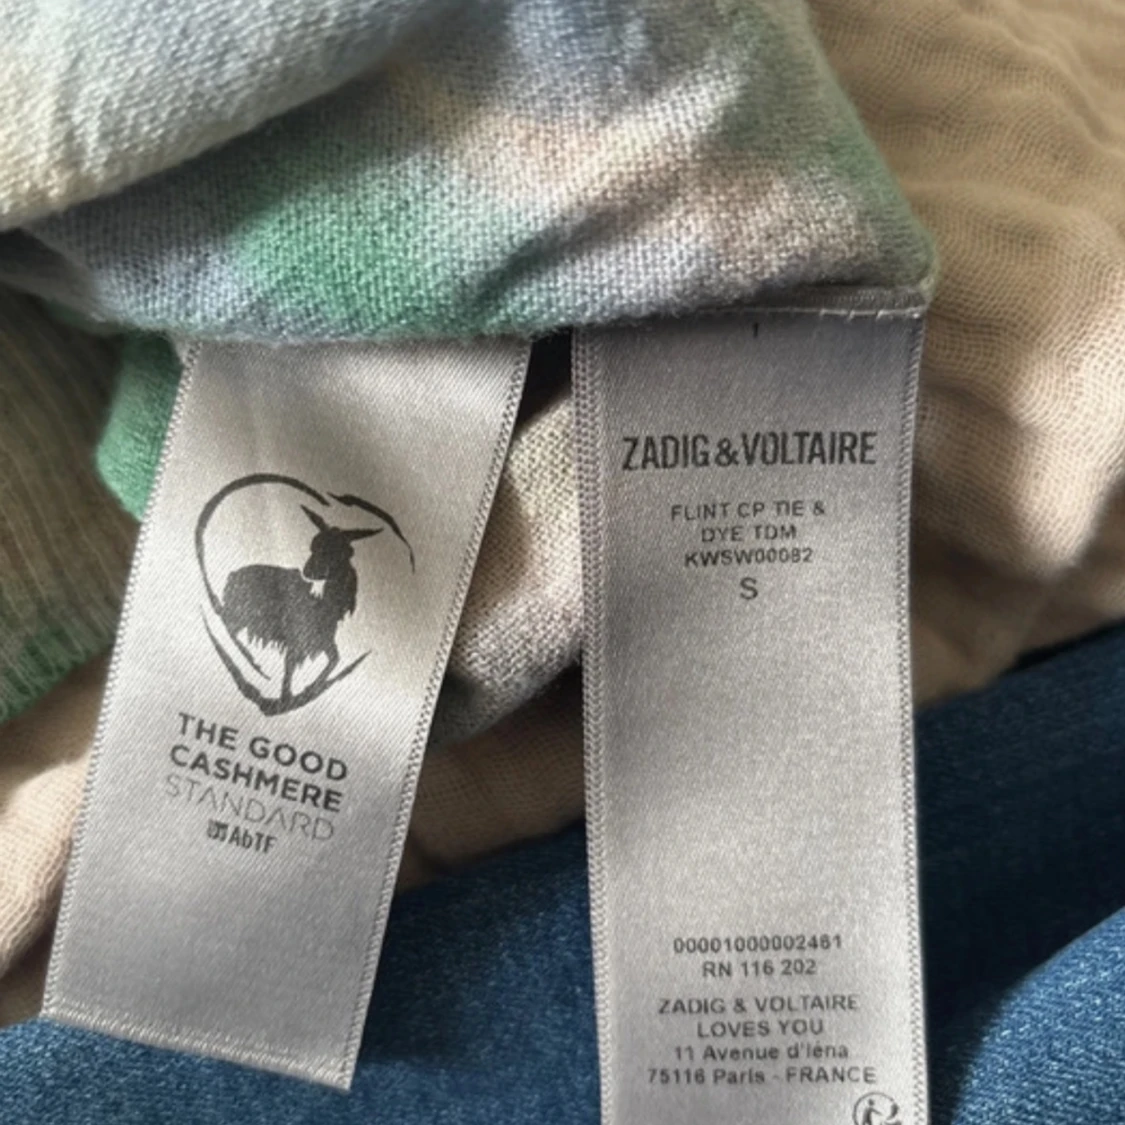 THE GOOD
CASHMERE
STANDARD
AbTF
ZADIG&VOLTAIRE
FLINT CP TIE &
DYE TDM
KWSW00082
S
00001000002461
RN 116 202
ZADIG & VOLTAIRE
LOVES YOU
11 Avenue d'Iéna
75116 Paris - FRANCE